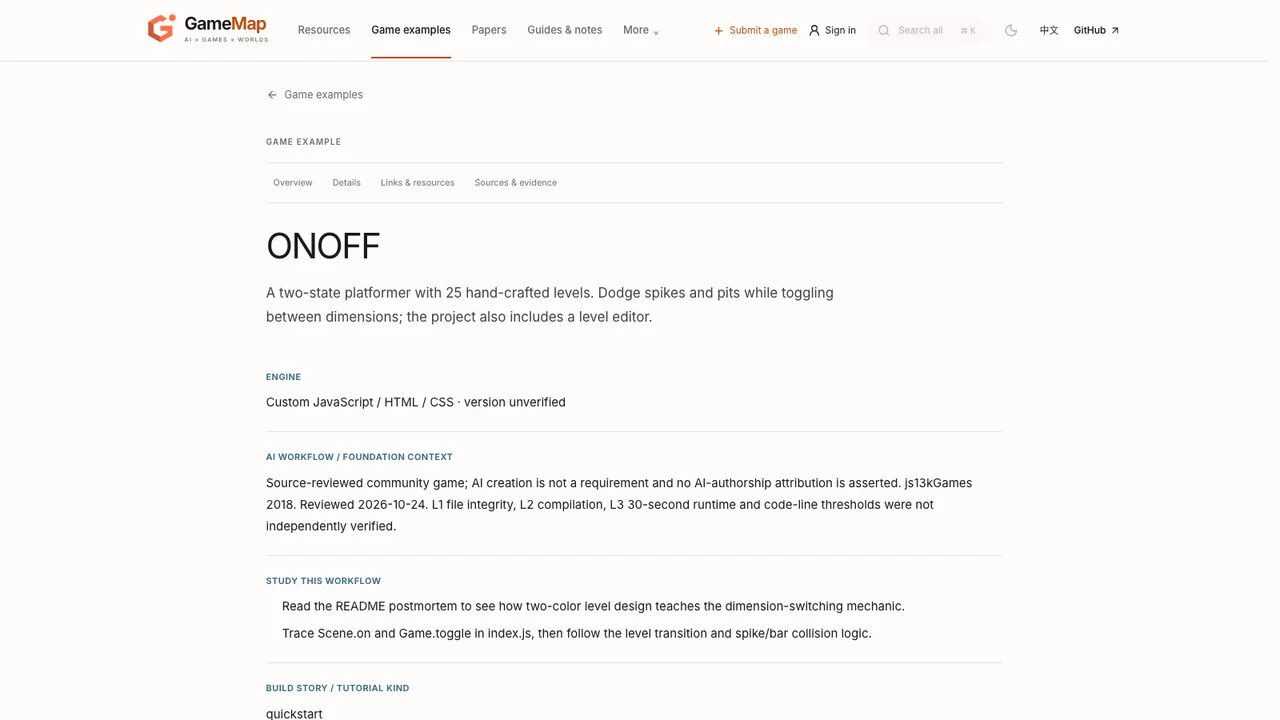 GameMap
AI × GAMES × WORLDS
Resources
Game examples
Papers
Guides & notes
More
+ Submit a game
Sign in
Search all
⌘ K
中文
GitHub ↗
← Game examples
GAME EXAMPLE
Overview
Details
Links & resources
Sources & evidence
ONOFF
A two-state platformer with 25 hand-crafted levels. Dodge spikes and pits while toggling
between dimensions; the project also includes a level editor.
ENGINE
Custom JavaScript / HTML / CSS · version unverified
AI WORKFLOW / FOUNDATION CONTEXT
Source-reviewed community game; AI creation is not a requirement and no AI-authorship attribution is asserted. js13kGames
2018. Reviewed 2026-10-24. L1 file integrity, L2 compilation, L3 30-second runtime and code-line thresholds were not
independently verified.
STUDY THIS WORKFLOW
Read the README postmortem to see how two-color level design teaches the dimension-switching mechanic.
Trace Scene.on and Game.toggle in index.js, then follow the level transition and spike/bar collision logic.
BUILD STORY / TUTORIAL KIND
quickstart